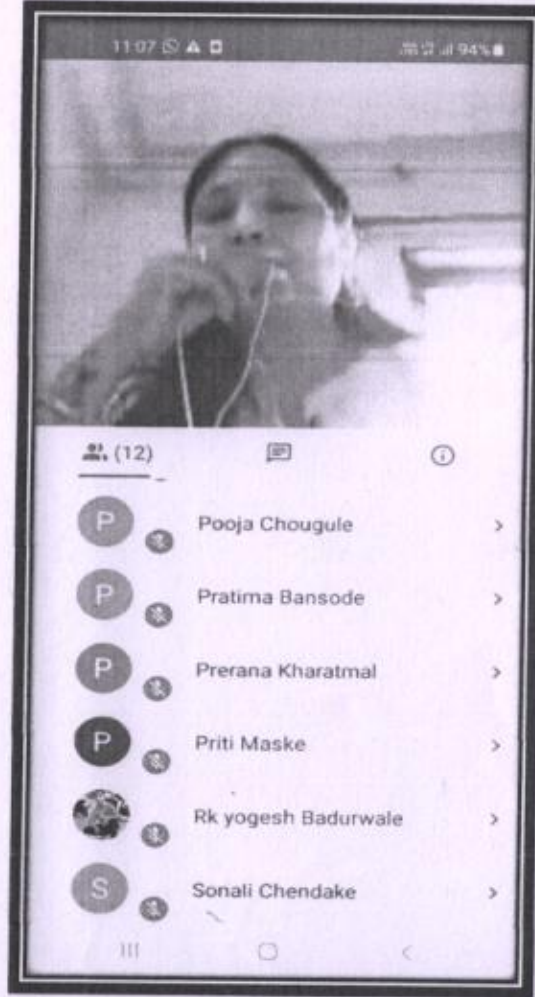 11:07 94%
(12)
P Pooja Chougule
P Pratima Bansode
P Prerana Kharatmal
P Priti Maske
Rk yogesh Badurwale
S Sonali Chendake